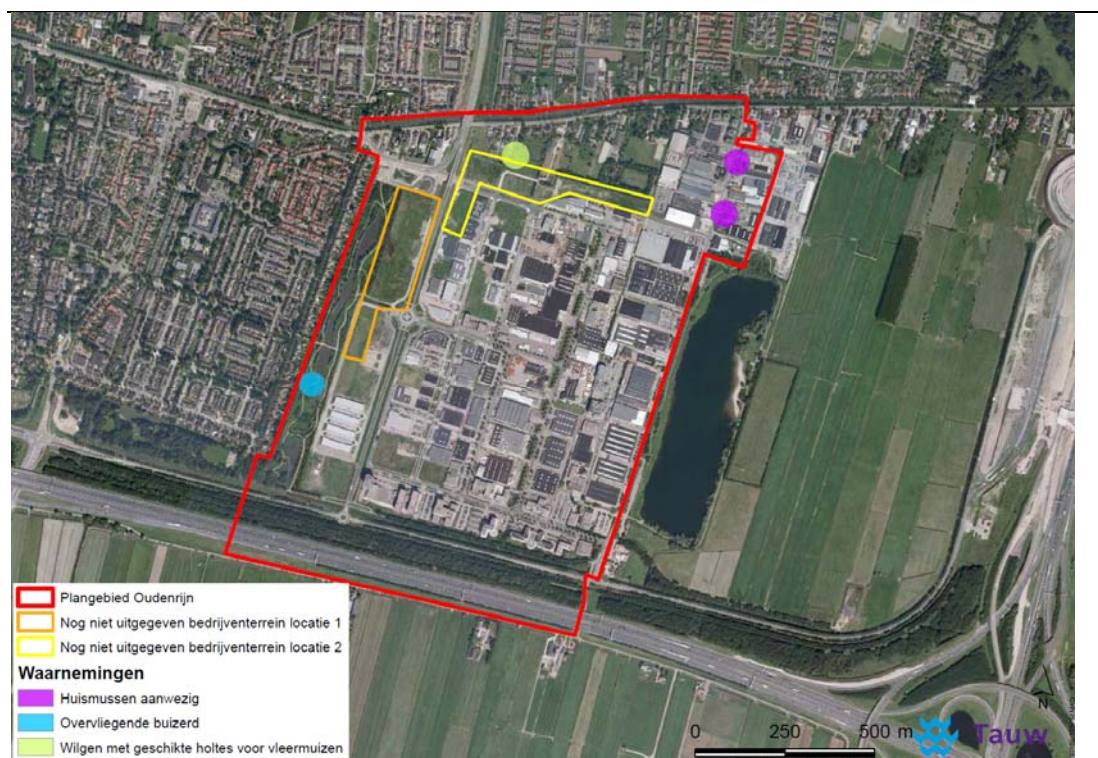 Plangebied Oudenrijn
Nog niet uitgegeven bedrijventerrein locatie 1
Nog niet uitgegeven bedrijventerrein locatie 2
Waarnemingen
Huismussen aanwezig
Overvliegende buizerd
Wilgen met geschikte holtes voor vleermuizen
N
0 250 500 m
Tauw